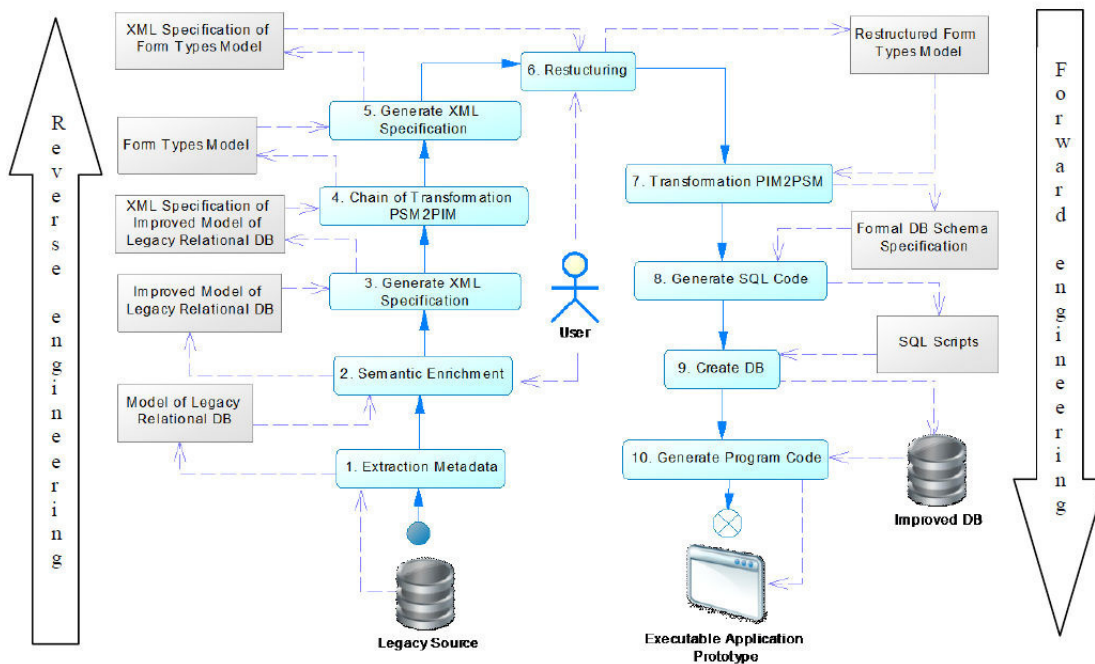 XML Specification of
Form Types Model
Restructured Form
Types Model
6. Restucturing
5. Generate XML
Specification
Form Types Model
7. Transformation PIM2PSM
4. Chain of Transformation
PSM2PIM
XML Specification of
Improved Model of
Legacy Relational DB
Formal DB Schema
Specification
3. Generate XML
Specification
8. Generate SQL Code
Improved Model of
Legacy Relational DB
User
SQL Scripts
2. Semantic Enrichment
9. Create DB
Model of Legacy
Relational DB
1. Extraction Metadata
10. Generate Program Code
Improved DB
Legacy Source
Executable Application
Prototype
Reverse engineering
Forward engineering